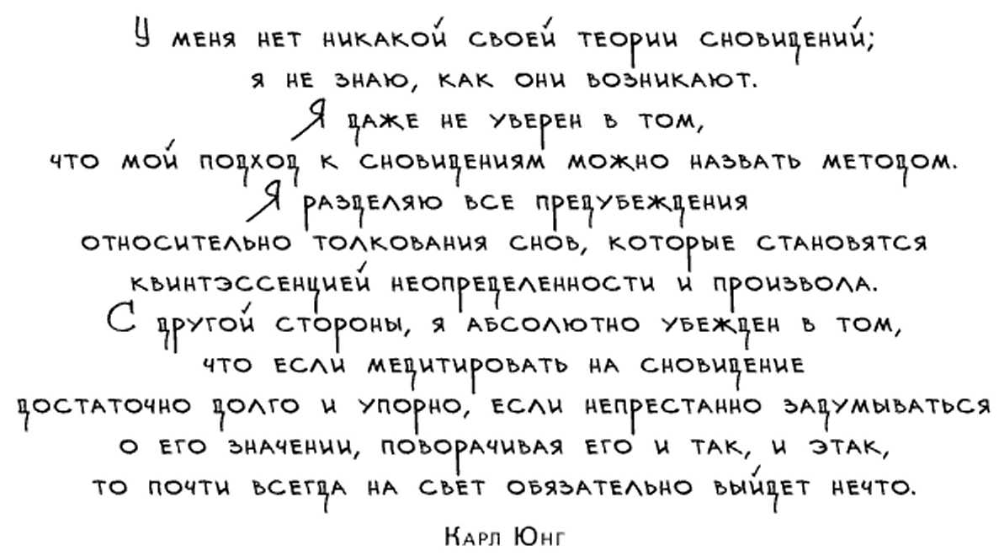 У меня нет никакой своей теории сновидений;
я не знаю, как они возникают.
Я даже не уверен в том,
что мой подход к сновидениям можно назвать методом.
Я разделяю все предубеждения
относительно толкования снов, которые становятся
квинтэссенцией неопределенности и произвола.
С другой стороны, я абсолютно убежден в том,
что если медитировать на сновидение
достаточно долго и упорно, если непрестанно задумываться
о его значении, поворачивая его и так, и этак,
то почти всегда на свет обязательно выйдет нечто.
Карл Юнг